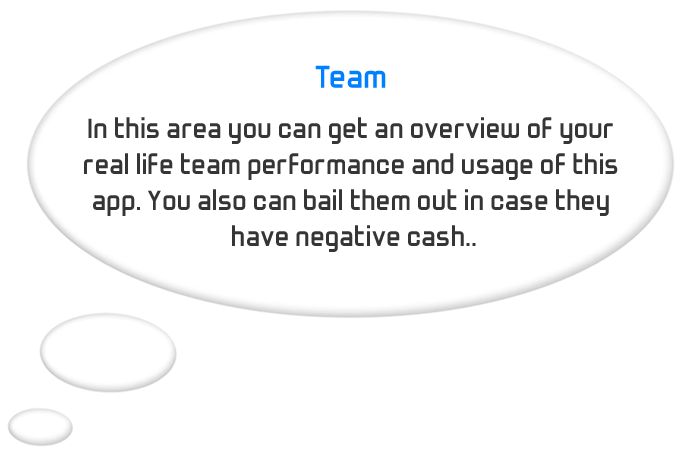 Team
In this area you can get an overview of your
real life team performance and usage of this
app. You also can bail them out in case they
have negative cash..